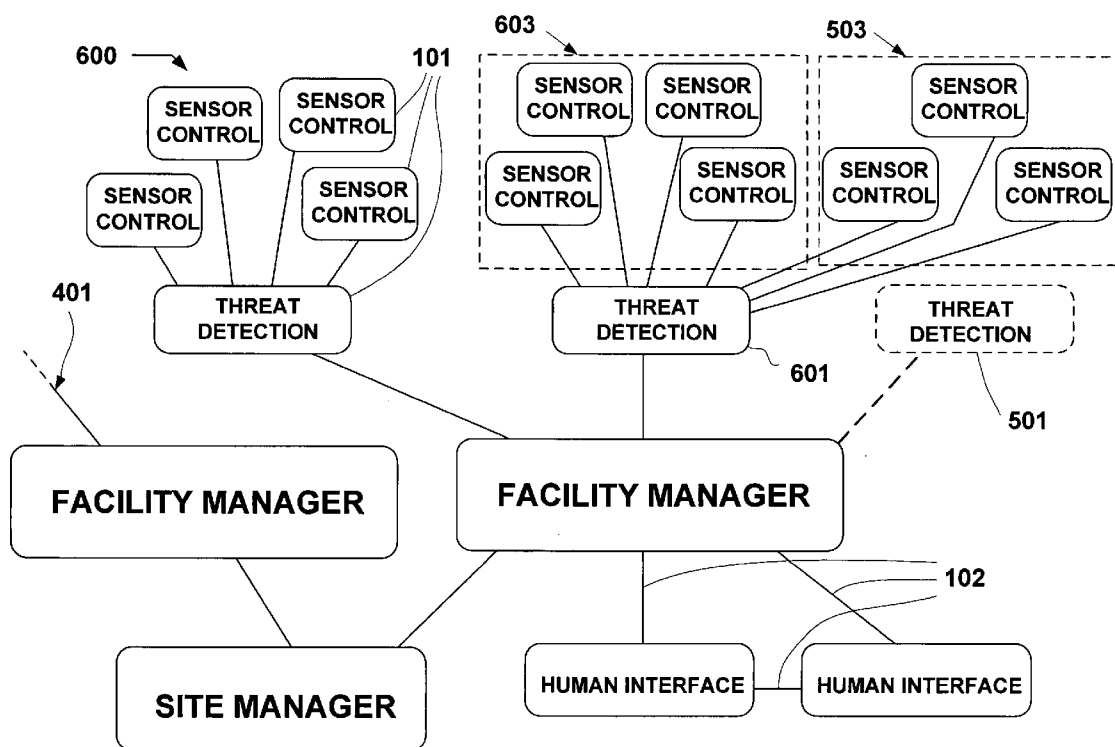 603
503
600
101
SENSOR
CONTROL
SENSOR
CONTROL
SENSOR
CONTROL
SENSOR
CONTROL
SENSOR
CONTROL
SENSOR
CONTROL
SENSOR
CONTROL
SENSOR
CONTROL
SENSOR
CONTROL
SENSOR
CONTROL
SENSOR
CONTROL
401
THREAT
DETECTION
THREAT
DETECTION
THREAT
DETECTION
601
501
FACILITY MANAGER
FACILITY MANAGER
102
SITE MANAGER
HUMAN INTERFACE
HUMAN INTERFACE